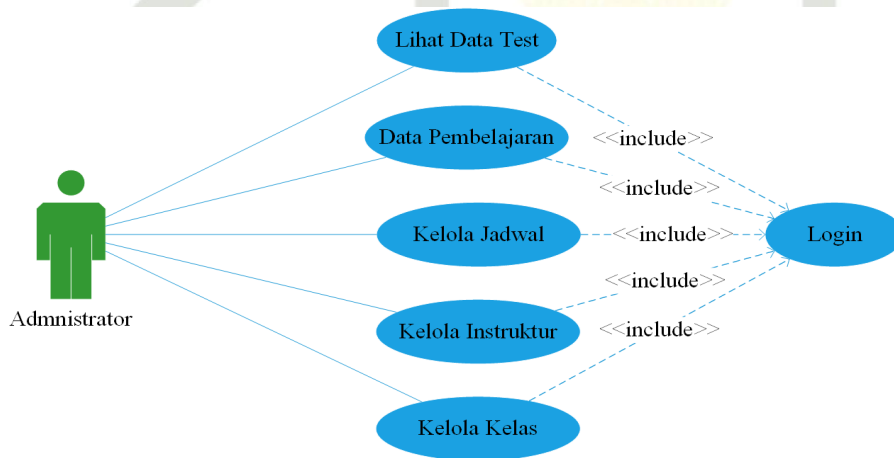 Lihat Data Test
Data Pembelajaran
<<include>>
<<include>>
Kelola Jadwal
<<include>>
Login
<<include>>
Admnistrator
Kelola Instruktur
<<include>>
Kelola Kelas